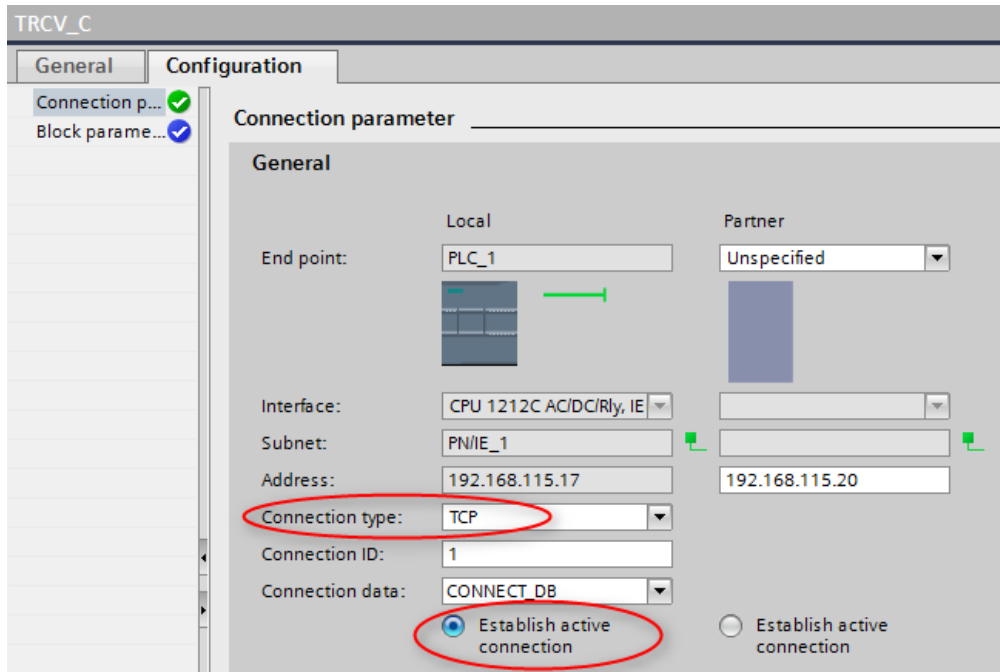 TRCV_C
General Configuration
Connection p...
Block parame...
Connection parameter
General
Local Partner
End point: PLC_1 Unspecified
Interface: CPU 1212C AC/DC/Rly, IE
Subnet: PN/IE_1
Address: 192.168.115.17 192.168.115.20
Connection type: TCP
Connection ID: 1
Connection data: CONNECT_DB
Establish active Establish active
connection connection